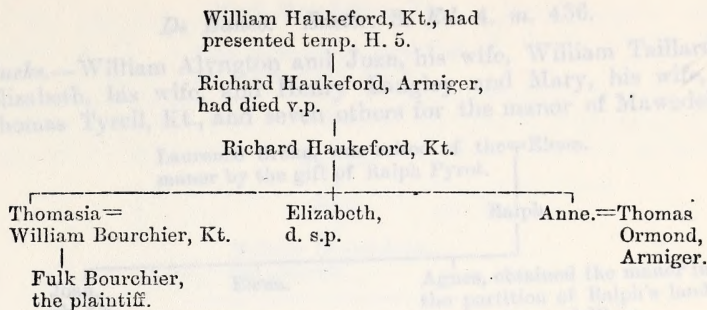 William Haukeford, Kt., had
presented temp. H. 5.
Richard Haukeford, Armiger,
had died v.p.
Richard Haukeford, Kt.
Thomasia=
William Bourchier, Kt.
Elizabeth,
d. s.p.
Anne.=Thomas
Ormond,
Armiger.
Fulk Bourchier,
the plaintiff.